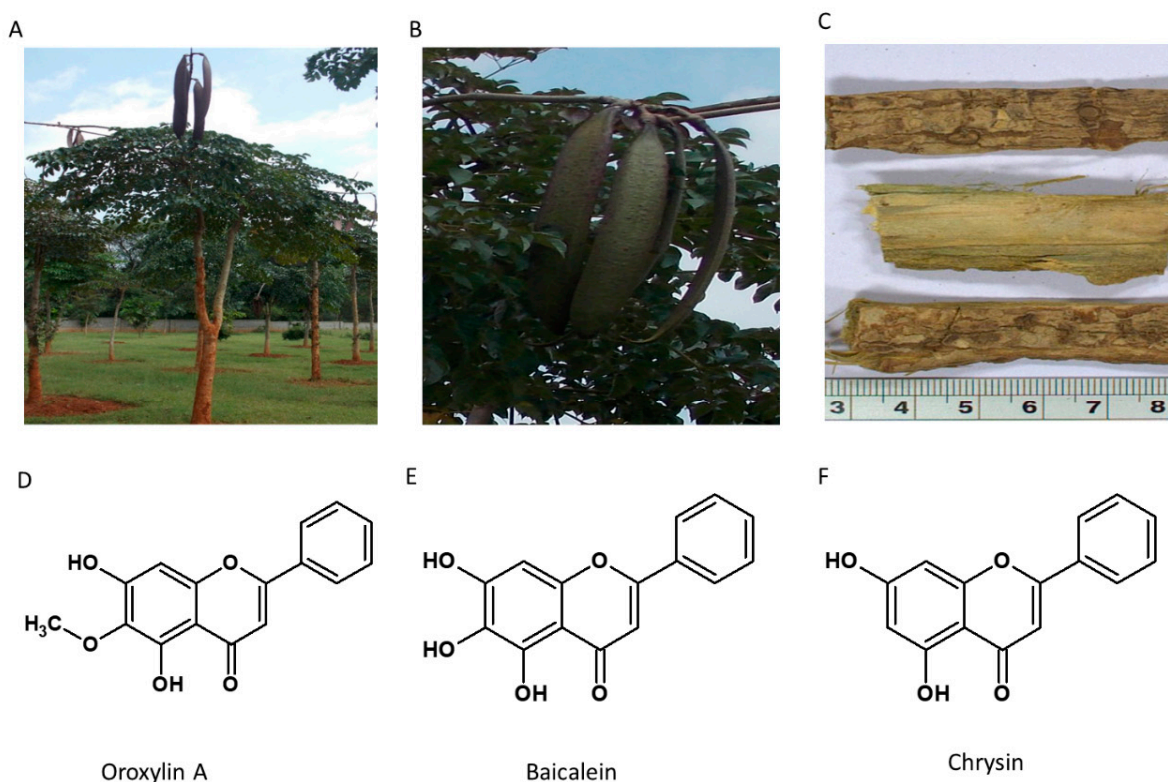 A
B
C
3 4 5 6 7 8
D
E
F
HO
O
H₃C
O
OH
O
HO
O
HO
OH
O
HO
O
OH
O
Oroxylin A
Baicalein
Chrysin